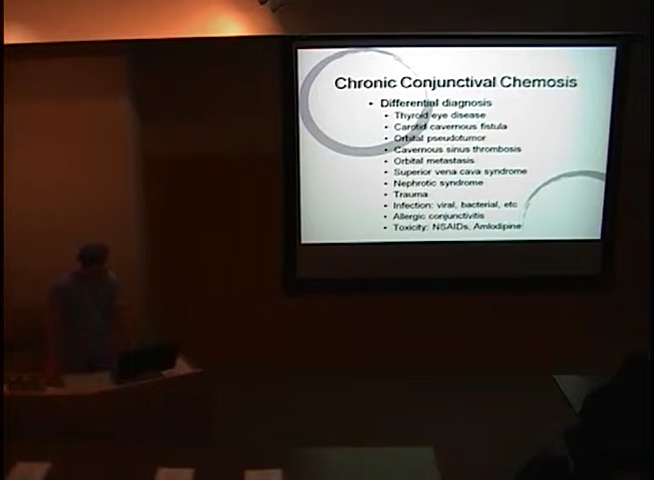 Chronic Conjunctival Chemosis
• Differential diagnosis
• Thyroid eye disease
• Carotid cavernous fistula
• Orbital pseudotumor
• Cavernous sinus thrombosis
• Orbital metastasis
• Superior vena cava syndrome
• Nephrotic syndrome
• Trauma
• Infection: viral, bacterial, etc
• Allergic conjunctivitis
• Toxicity: NSAIDs, Amlodipine